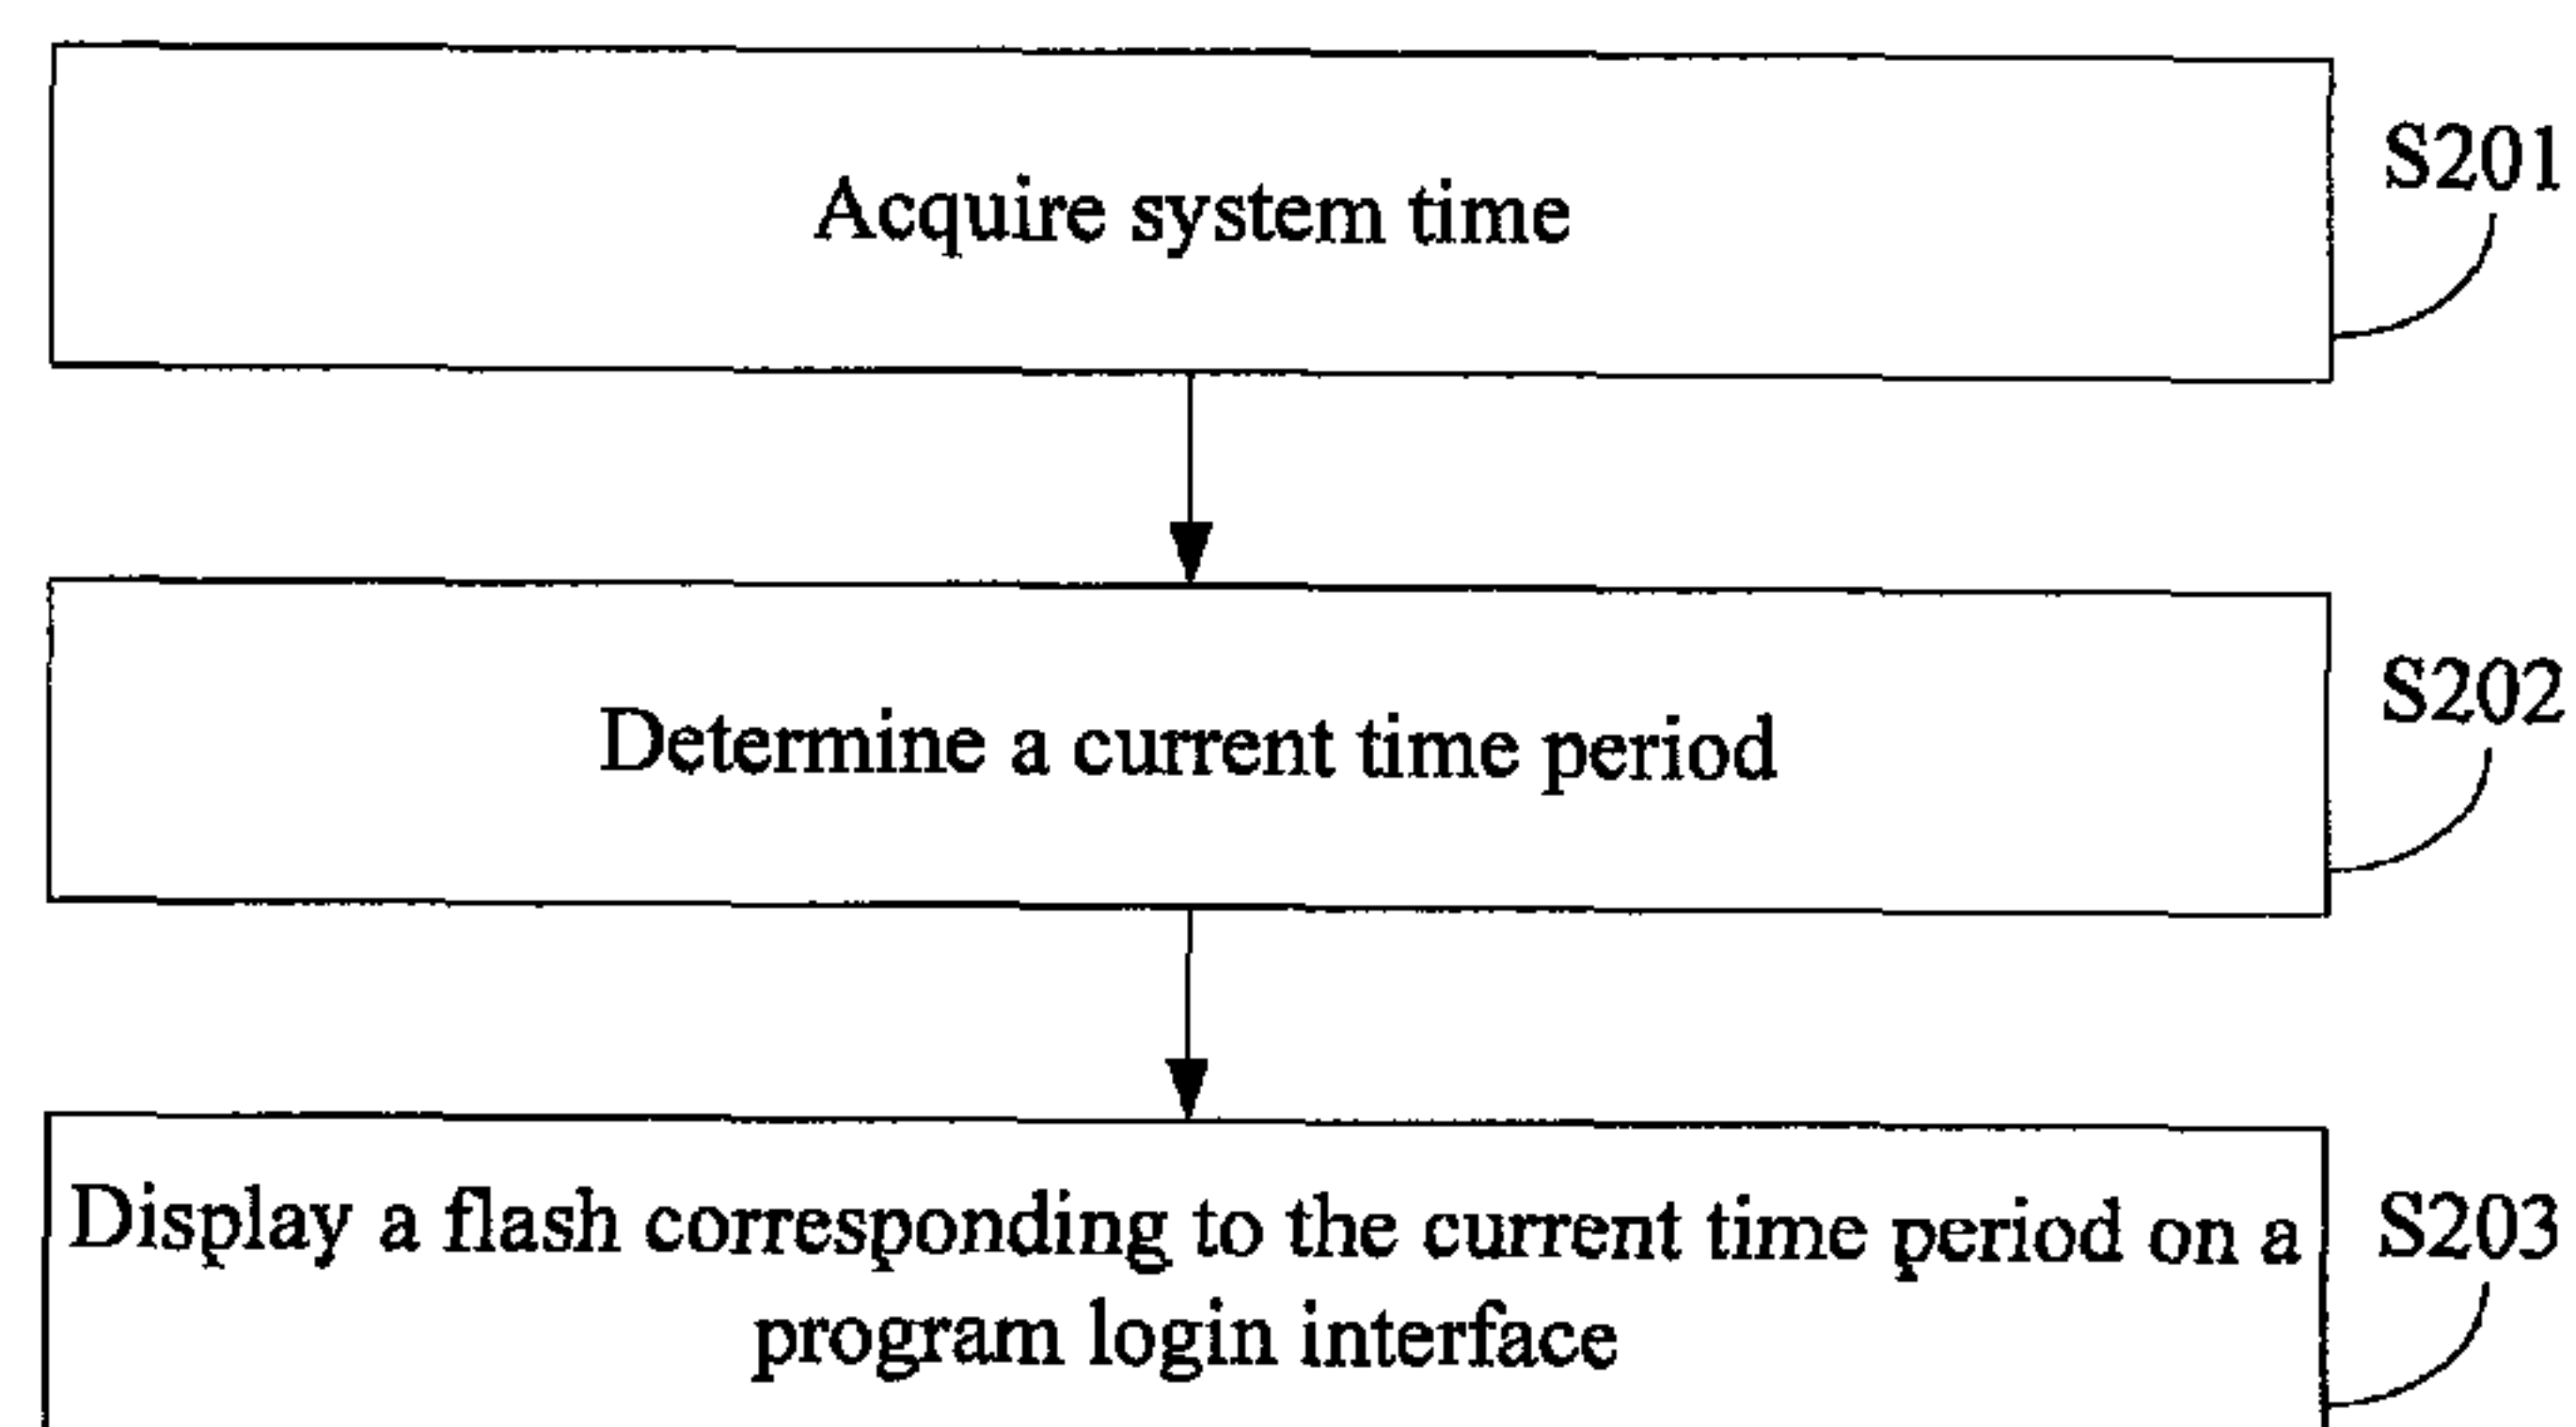 Acquire system time
S201
Determine a current time period
S202
Display a flash corresponding to the current time period on a
program login interface
S203